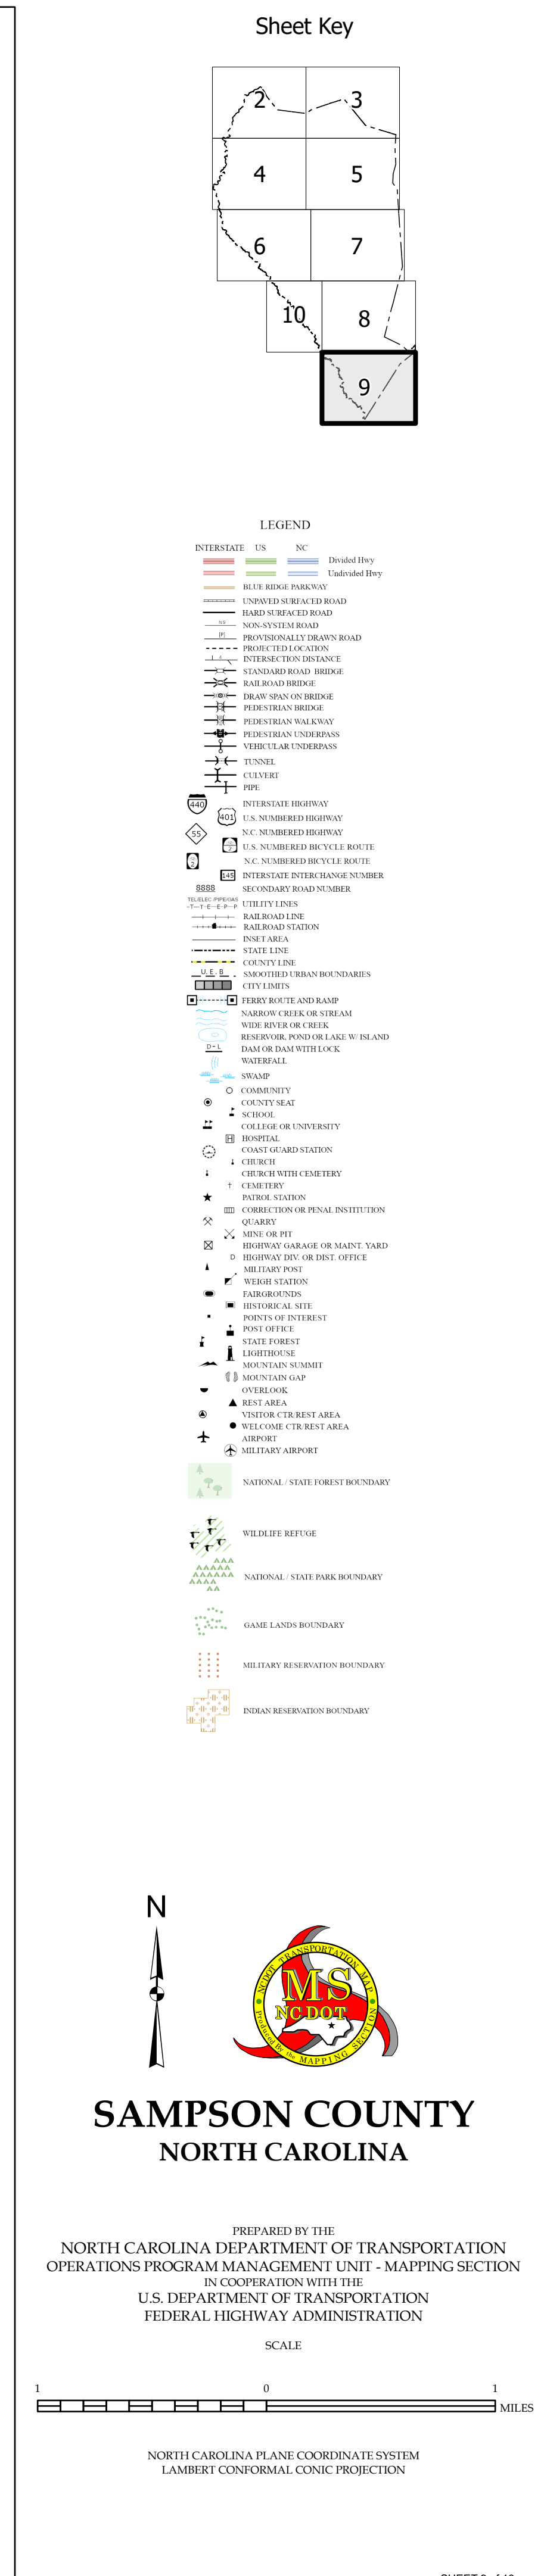 Sheet Key
2
3
4
5
6
7
10
8
9
LEGEND
INTERSTATE US NC
Divided Hwy
Undivided Hwy
BLUE RIDGE PARKWAY
UNPAVED SURFACED ROAD
HARD SURFACED ROAD
NS NON-SYSTEM ROAD
[P] PROVISIONALLY DRAWN ROAD
PROJECTED LOCATION
INTERSECTION DISTANCE
STANDARD ROAD BRIDGE
RAILROAD BRIDGE
DRAW SPAN ON BRIDGE
PEDESTRIAN BRIDGE
PEDESTRIAN WALKWAY
PEDESTRIAN UNDERPASS
VEHICULAR UNDERPASS
TUNNEL
CULVERT
PIPE
440 INTERSTATE HIGHWAY
401 U.S. NUMBERED HIGHWAY
55 N.C. NUMBERED HIGHWAY
2 U.S. NUMBERED BICYCLE ROUTE
2 N.C. NUMBERED BICYCLE ROUTE
145 INTERSTATE INTERCHANGE NUMBER
8888 SECONDARY ROAD NUMBER
TEL/ELEC/PIPE/GAS
-T-T-E-E-P-P UTILITY LINES
RAILROAD LINE
RAILROAD STATION
INSET AREA
STATE LINE
COUNTY LINE
U.E.B SMOOTHED URBAN BOUNDARIES
CITY LIMITS
FERRY ROUTE AND RAMP
NARROW CREEK OR STREAM
WIDE RIVER OR CREEK
RESERVOIR, POND OR LAKE W/ ISLAND
D-L DAM OR DAM WITH LOCK
WATERFALL
SWAMP
COMMUNITY
COUNTY SEAT
SCHOOL
COLLEGE OR UNIVERSITY
H HOSPITAL
COAST GUARD STATION
CHURCH
CHURCH WITH CEMETERY
CEMETERY
PATROL STATION
CORRECTION OR PENAL INSTITUTION
QUARRY
MINE OR PIT
HIGHWAY GARAGE OR MAINT. YARD
D HIGHWAY DIV. OR DIST. OFFICE
MILITARY POST
WEIGH STATION
FAIRGROUNDS
HISTORICAL SITE
POINTS OF INTEREST
POST OFFICE
STATE FOREST
LIGHTHOUSE
MOUNTAIN SUMMIT
MOUNTAIN GAP
OVERLOOK
REST AREA
VISITOR CTR/REST AREA
WELCOME CTR/REST AREA
AIRPORT
MILITARY AIRPORT
NATIONAL / STATE FOREST BOUNDARY
WILDLIFE REFUGE
NATIONAL / STATE PARK BOUNDARY
GAME LANDS BOUNDARY
MILITARY RESERVATION BOUNDARY
INDIAN RESERVATION BOUNDARY
N
NCDOT TRANSPORTATION MAP
MS
NC DOT
Produced By the MAPPING SECTION
SAMPSON COUNTY
NORTH CAROLINA
PREPARED BY THE
NORTH CAROLINA DEPARTMENT OF TRANSPORTATION
OPERATIONS PROGRAM MANAGEMENT UNIT - MAPPING SECTION
IN COOPERATION WITH THE
U.S. DEPARTMENT OF TRANSPORTATION
FEDERAL HIGHWAY ADMINISTRATION
SCALE
1 0 1
MILES
NORTH CAROLINA PLANE COORDINATE SYSTEM
LAMBERT CONFORMAL CONIC PROJECTION